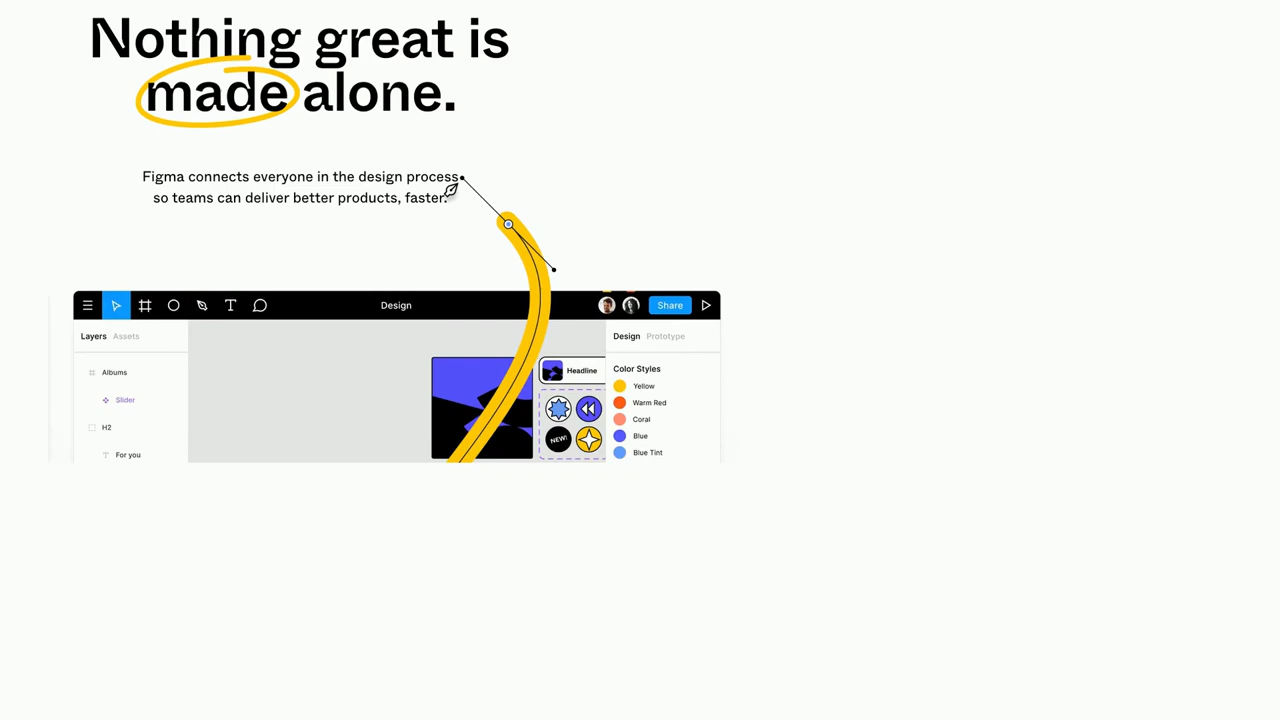 Nothing great is
made alone.
Figma connects everyone in the design process
so teams can deliver better products, faster.
Design
Share
Layers Assets
Design Prototype
Albums
Slider
H2
For you
Headline
NEW!
Color Styles
Yellow
Warm Red
Coral
Blue
Blue Tint